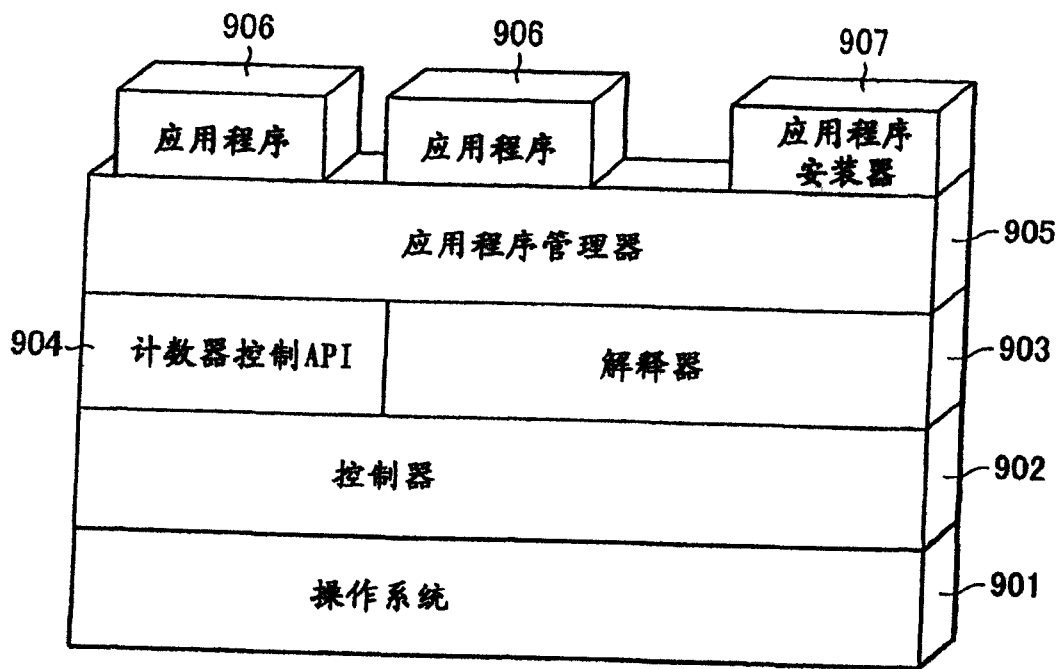 906
906
907
应用程序
应用程序
应用程序
安装器
应用程序管理器
905
904
计数器控制API
解释器
903
控制器
902
操作系统
901